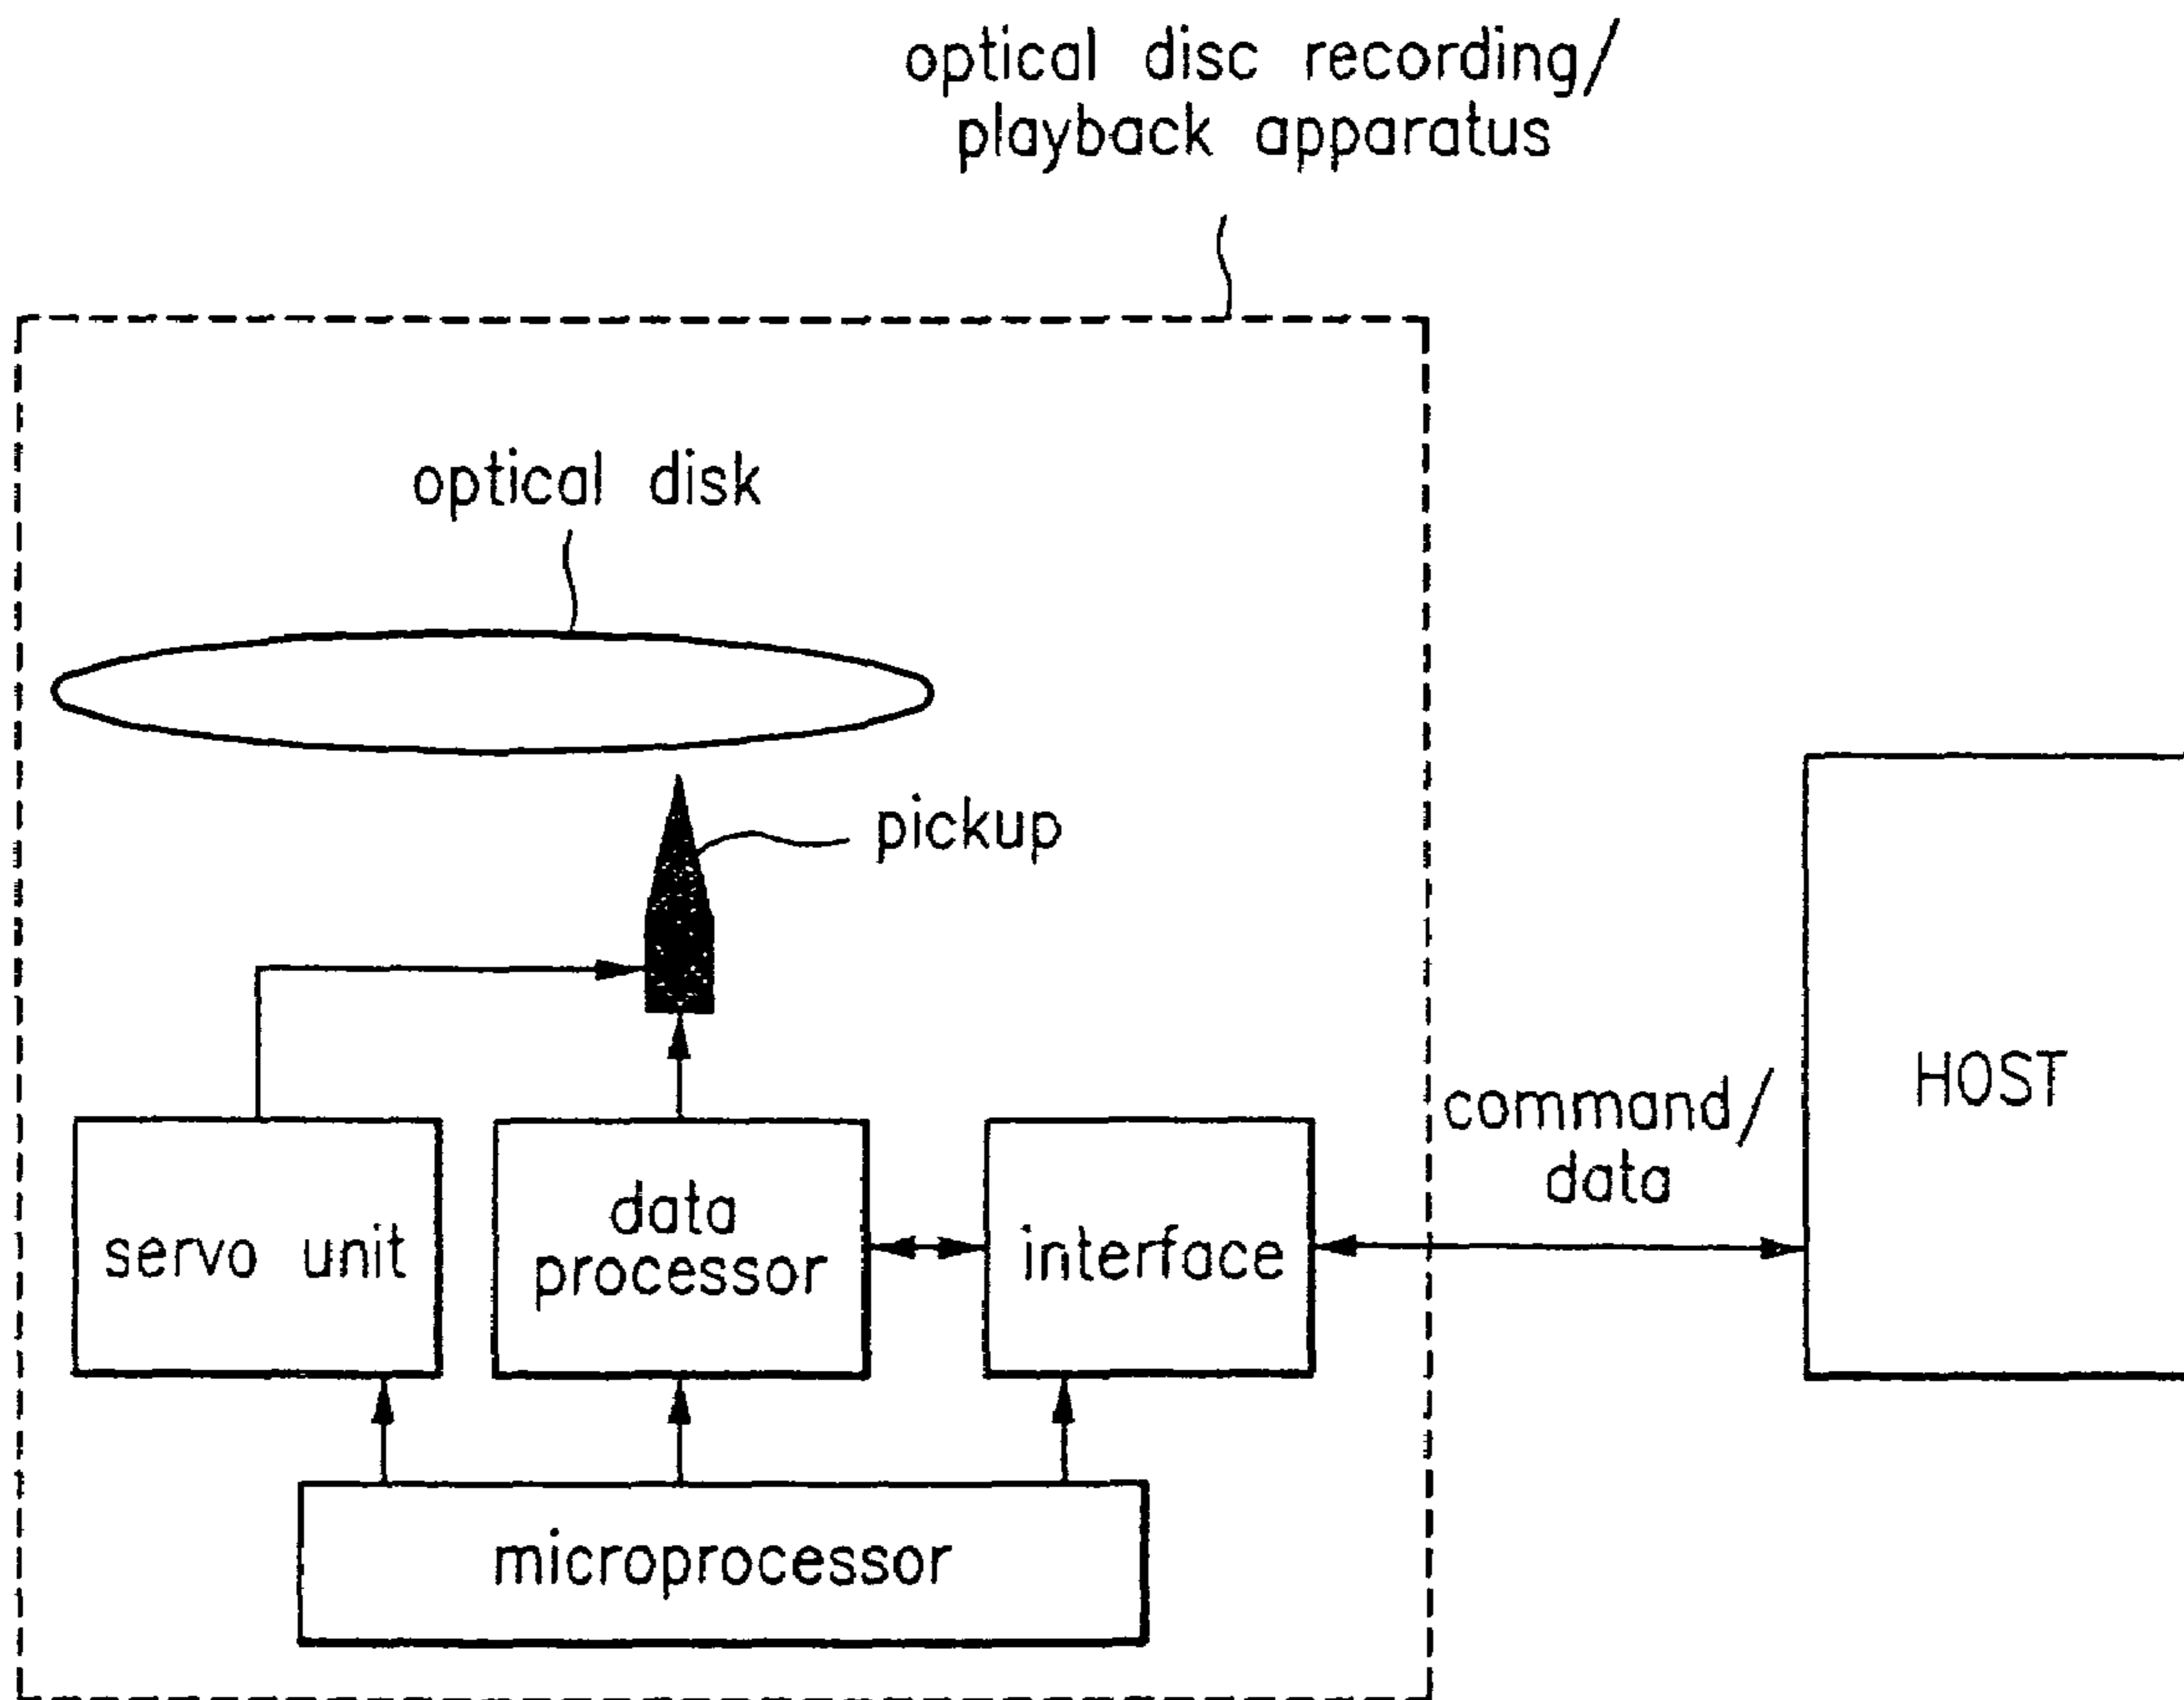 optical disc recording/
playback apparatus
optical disk
pickup
servo unit
data
processor
interface
command/
data
HOST
microprocessor